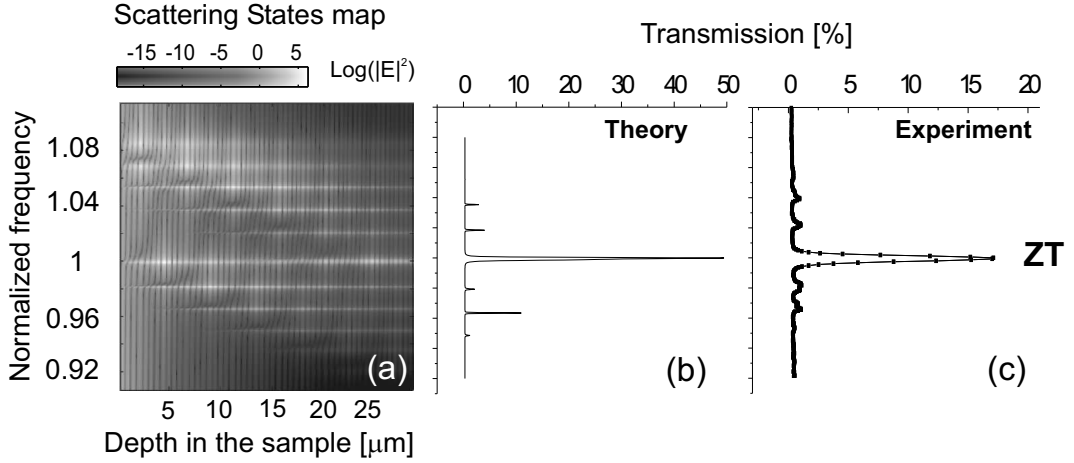 Scattering States map
-15 -10 -5 0 5
Log(|E|²)
Normalized frequency
1.08
1.04
1
0.96
0.92
(a)
5 10 15 20 25
Depth in the sample [μm]
Transmission [%]
0 10 20 30 40 50
Theory
(b)
0 5 10 15 20
Experiment
ZT
(c)